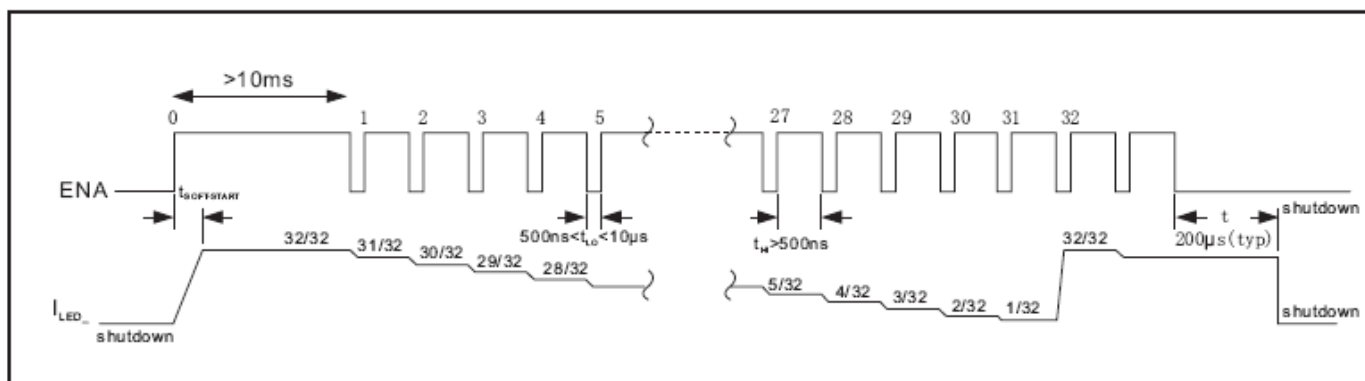 >10ms
0 1 2 3 4 5 27 28 29 30 31 32
ENA
tSOFTSTART
500ns<tLO<10μs
tHI>500ns
t
200μs(typ)
shutdown
32/32
31/32
30/32
29/32
28/32
5/32
4/32
3/32
2/32
1/32
32/32
ILED_
shutdown
shutdown